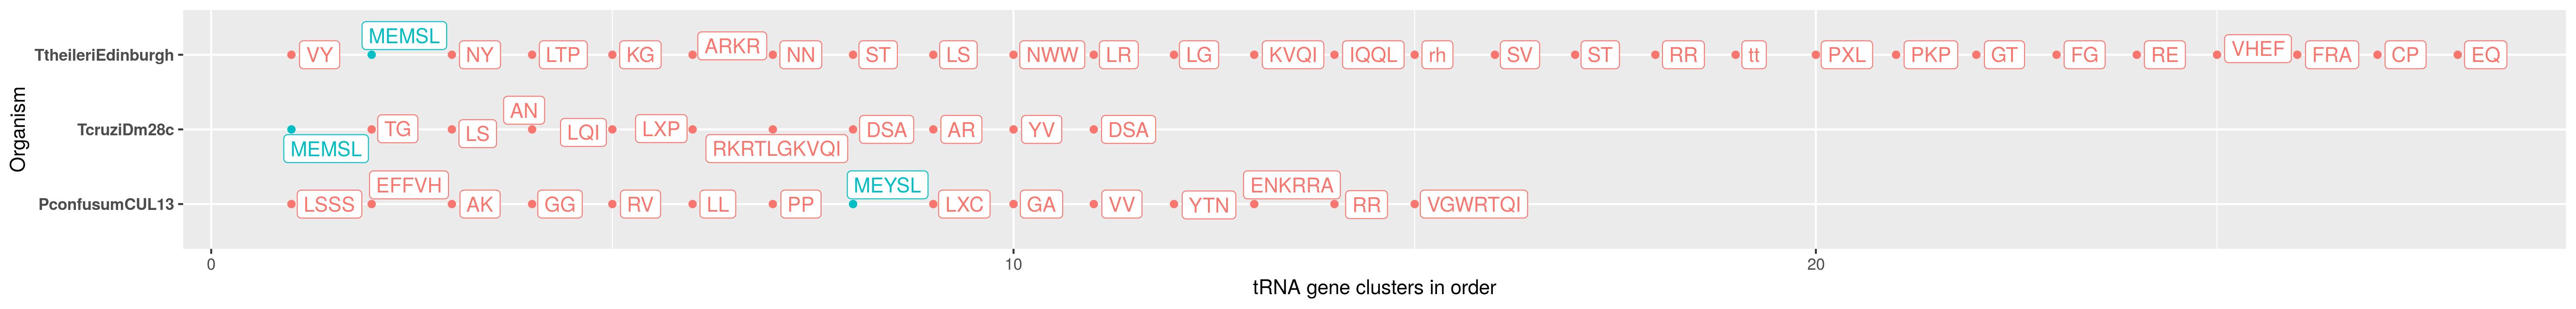 MEMSL
TtheileriEdinburgh VY NY LTP KG ARKR NN ST LS NWW LR LG KVQI IQQL rh SV ST RR tt PXL PKP GT FG RE VHEF FRA CP EQ
AN
TcruziDm28c TG LS LQI LXP DSA AR YV DSA
MEMSL RKRTLGKVQI
EFFVH MEYSL ENKRRA
PconfusumCUL13 LSSS AK GG RV LL PP LXC GA VV YTN RR VGWRTQI
Organism
0 10 20
tRNA gene clusters in order